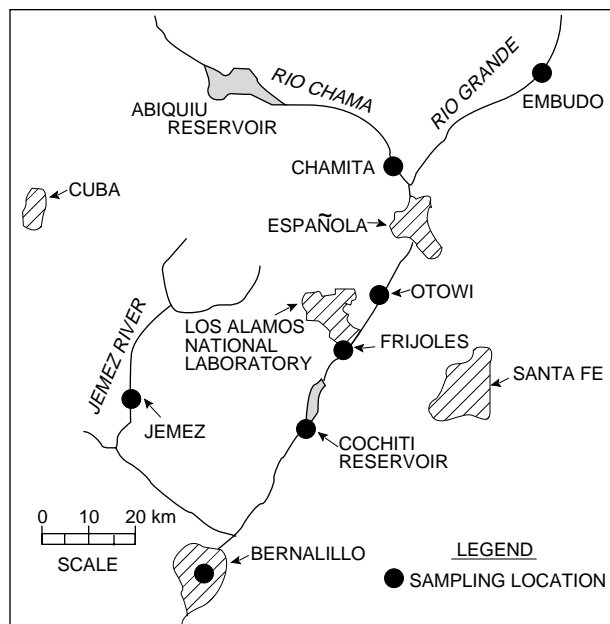 RIO CHAMA
RIO GRANDE
EMBUDO
ABIQUIU
RESERVOIR
CHAMITA
CUBA
ESPAÑOLA
OTOWI
LOS ALAMOS
NATIONAL
LABORATORY
FRIJOLES
JEMEZ RIVER
SANTA FE
JEMEZ
COCHITI
RESERVOIR
0 10 20 km
SCALE
BERNALILLO
LEGEND
SAMPLING LOCATION